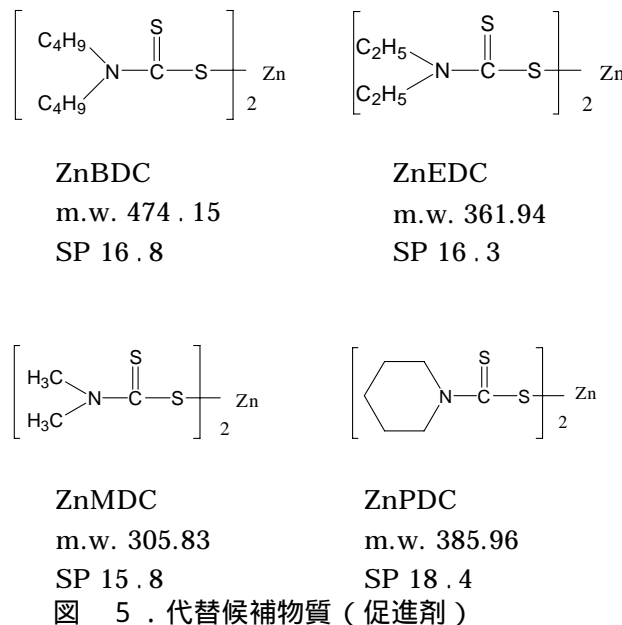 C4H9
C4H9
N
C
S
S
2
Zn
C2H5
C2H5
N
C
S
S
2
Zn
ZnBDC
m.w. 474 . 15
SP 16 . 8
ZnEDC
m.w. 361.94
SP 16 . 3
H3C
H3C
N
C
S
S
2
Zn
N
C
S
S
2
Zn
ZnMDC
m.w. 305.83
SP 15 . 8
ZnPDC
m.w. 385.96
SP 18 . 4
図 5 . 代替候補物質 ( 促進剤 )